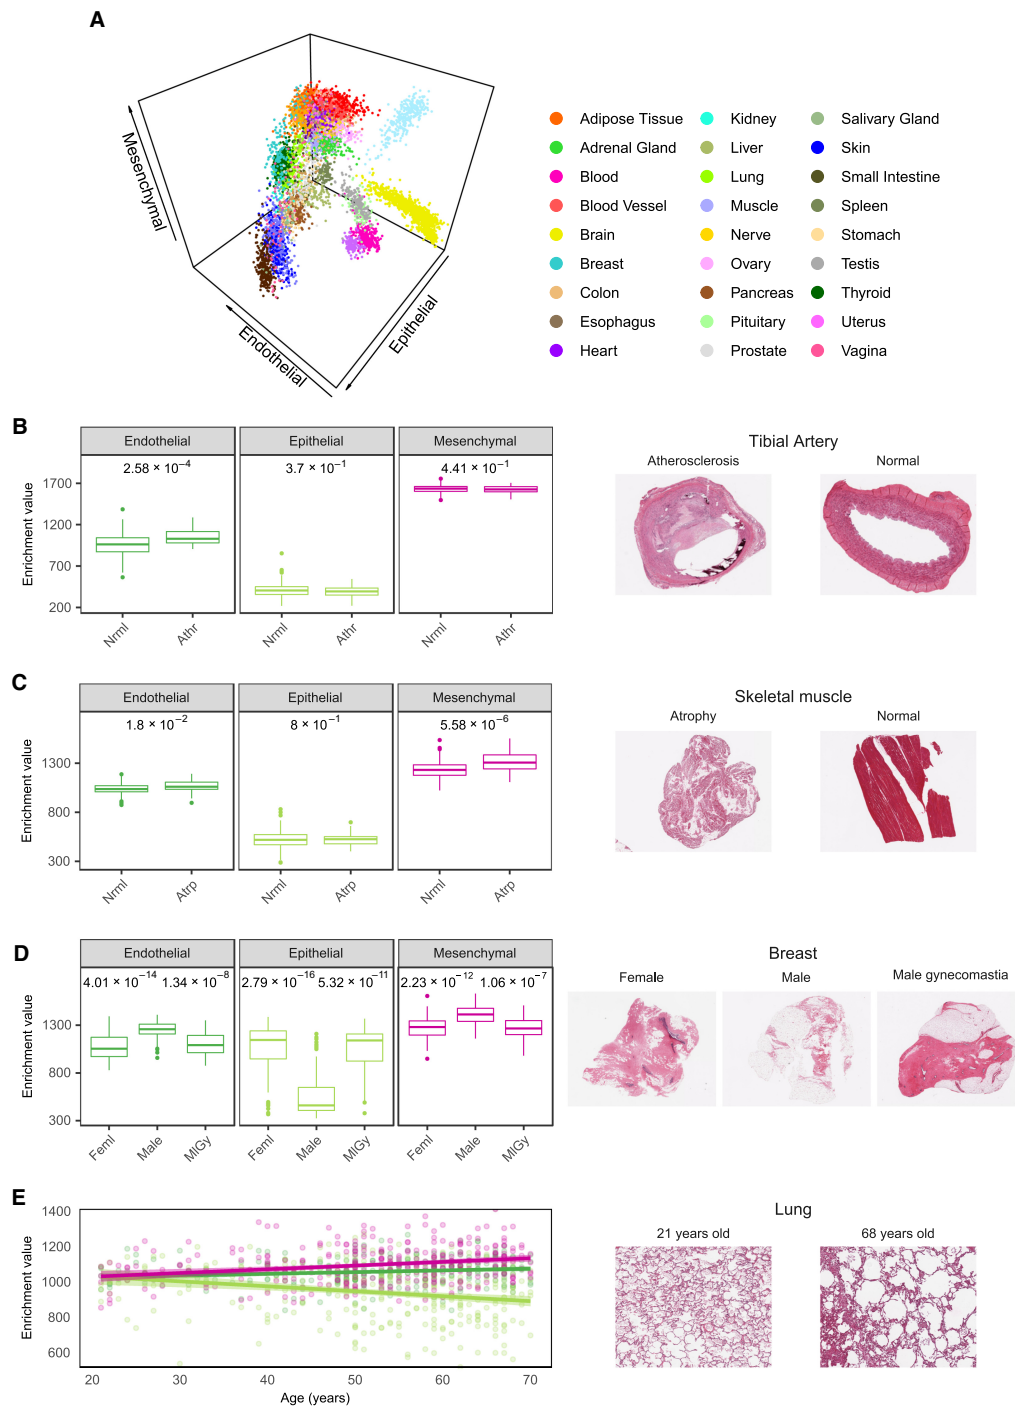 A
Mesenchymal
Endothelial
Epithelial
Adipose Tissue
Adrenal Gland
Blood
Blood Vessel
Brain
Breast
Colon
Esophagus
Heart
Kidney
Liver
Lung
Muscle
Nerve
Ovary
Pancreas
Pituitary
Prostate
Salivary Gland
Skin
Small Intestine
Spleen
Stomach
Testis
Thyroid
Uterus
Vagina
B
Endothelial
Epithelial
Mesenchymal
2.58 × 10⁻⁴
3.7 × 10⁻¹
4.41 × 10⁻¹
Enrichment value
1700
1200
700
200
Nrml
Athr
Nrml
Athr
Nrml
Athr
Tibial Artery
Atherosclerosis
Normal
C
Endothelial
Epithelial
Mesenchymal
1.8 × 10⁻²
8 × 10⁻¹
5.58 × 10⁻⁶
Enrichment value
1300
800
300
Nrml
Atrp
Nrml
Atrp
Nrml
Atrp
Skeletal muscle
Atrophy
Normal
D
Endothelial
Epithelial
Mesenchymal
4.01 × 10⁻¹⁴
1.34 × 10⁻⁸
2.79 × 10⁻¹⁶
5.32 × 10⁻¹¹
2.23 × 10⁻¹²
1.06 × 10⁻⁷
Enrichment value
1300
800
300
Feml
Male
MlGy
Feml
Male
MlGy
Feml
Male
MlGy
Breast
Female
Male
Male gynecomastia
E
Enrichment value
1400
1200
1000
800
600
20
30
40
50
60
70
Age (years)
Lung
21 years old
68 years old